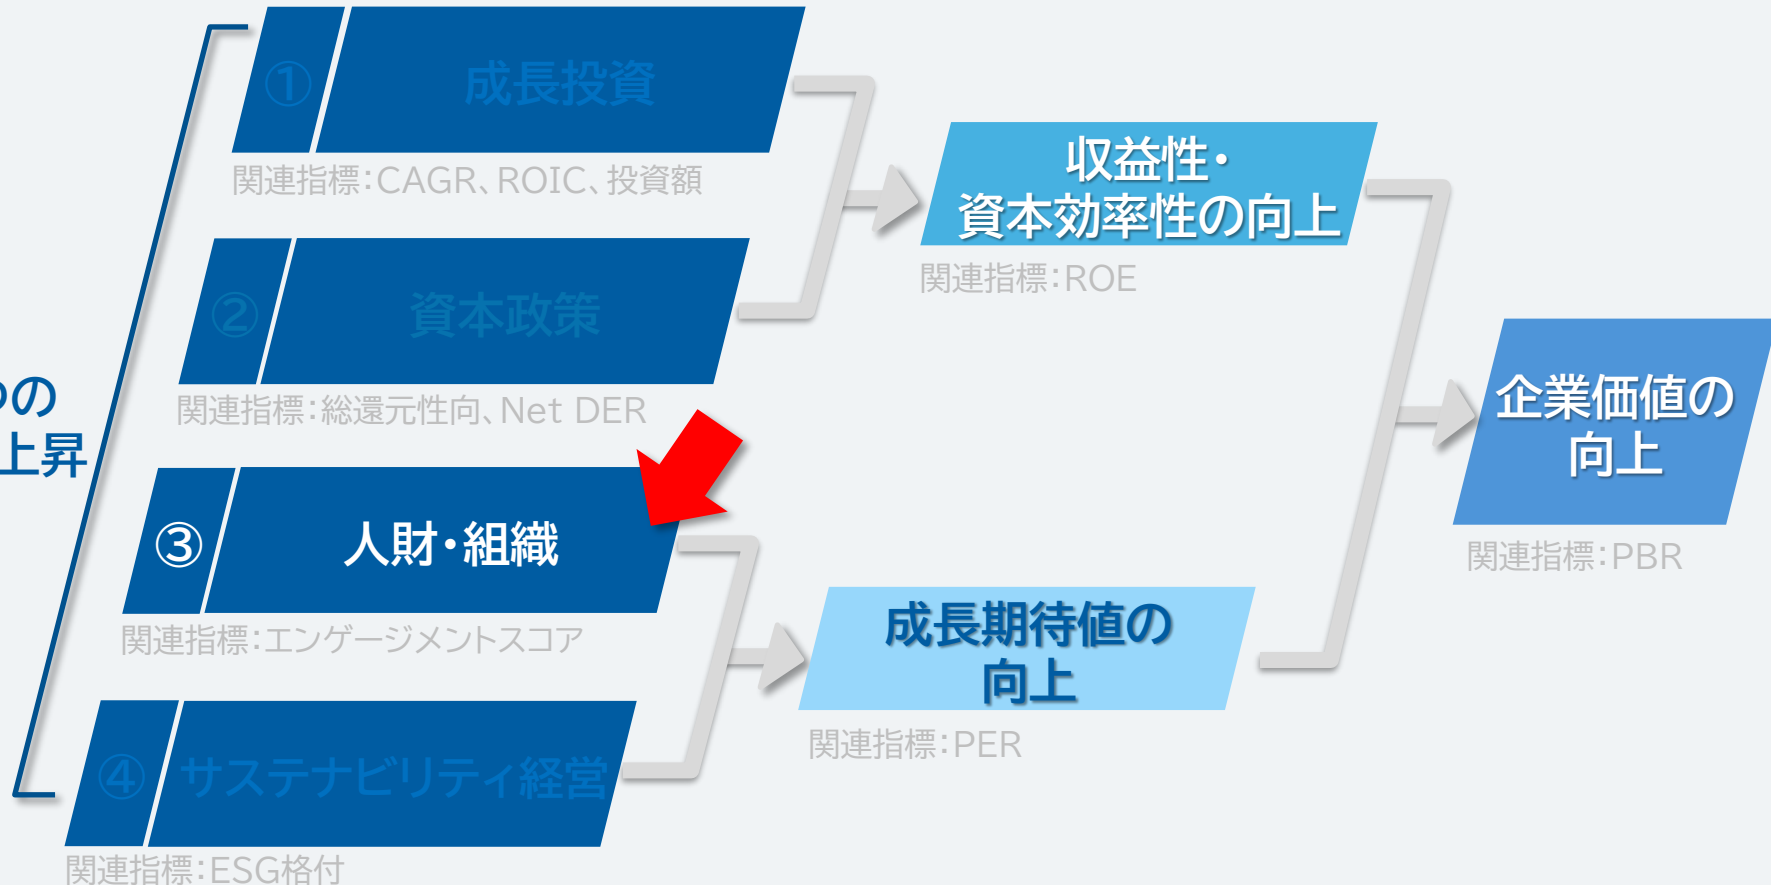 ①
成長投資
関連指標：CAGR、ROIC、投資額
②
資本政策
関連指標：総還元性向、Net DER
の
上昇
③
人財・組織
関連指標：エンゲージメントスコア
④
サステナビリティ経営
関連指標：ESG格付
収益性・
資本効率性の向上
関連指標：ROE
成長期待値の
向上
関連指標：PER
企業価値の
向上
関連指標：PBR